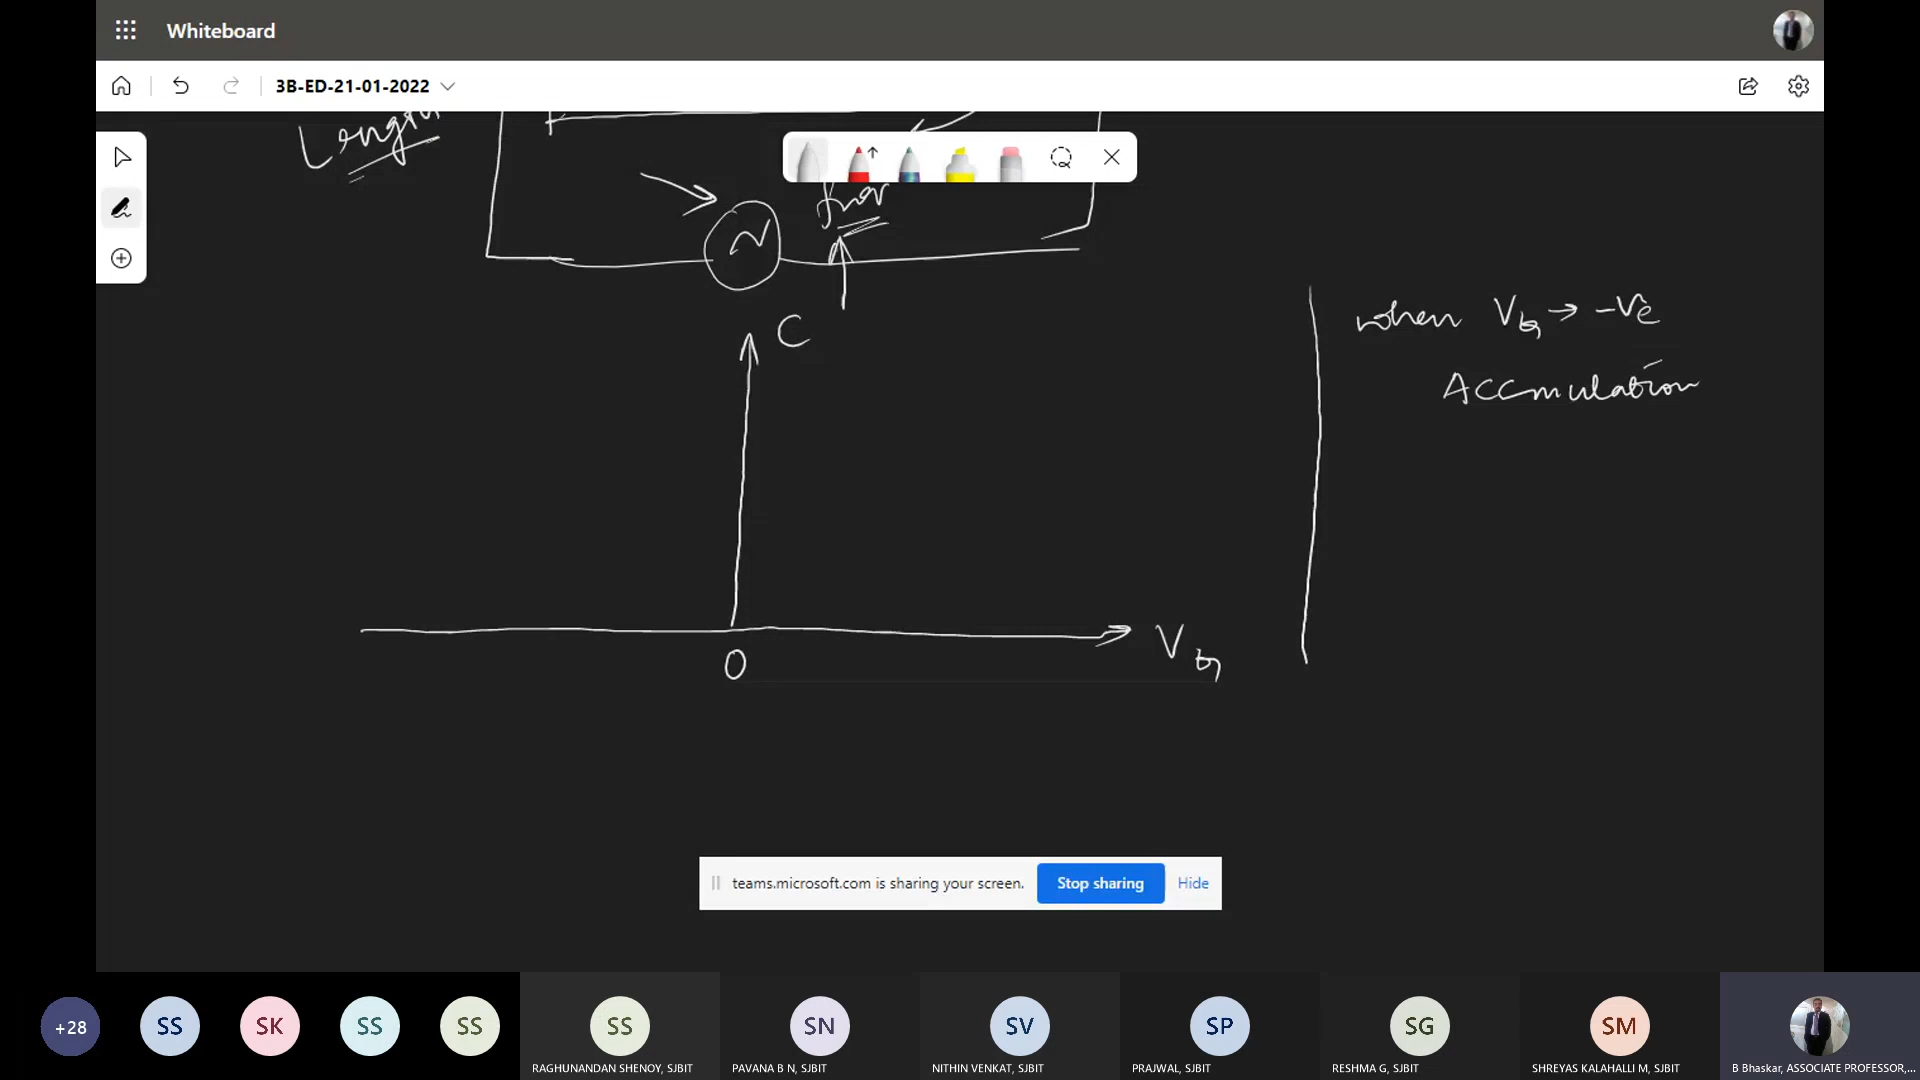 Whiteboard
3B-ED-21-01-2022
Length
N
C
when VG → -Ve
Accmulation
O
VG
teams.microsoft.com is sharing your screen. Stop sharing Hide
+28 SS SK SS SS SS SN SV SP SG SM
RAGHUNANDAN SHENOY, SJBIT PAVANA B N, SJBIT NITHIN VENKAT, SJBIT PRAJWAL, SJBIT RESHMA G, SJBIT SHREYAS KALAHALLI M, SJBIT B Bhaskar, ASSOCIATE PROFESSOR,...